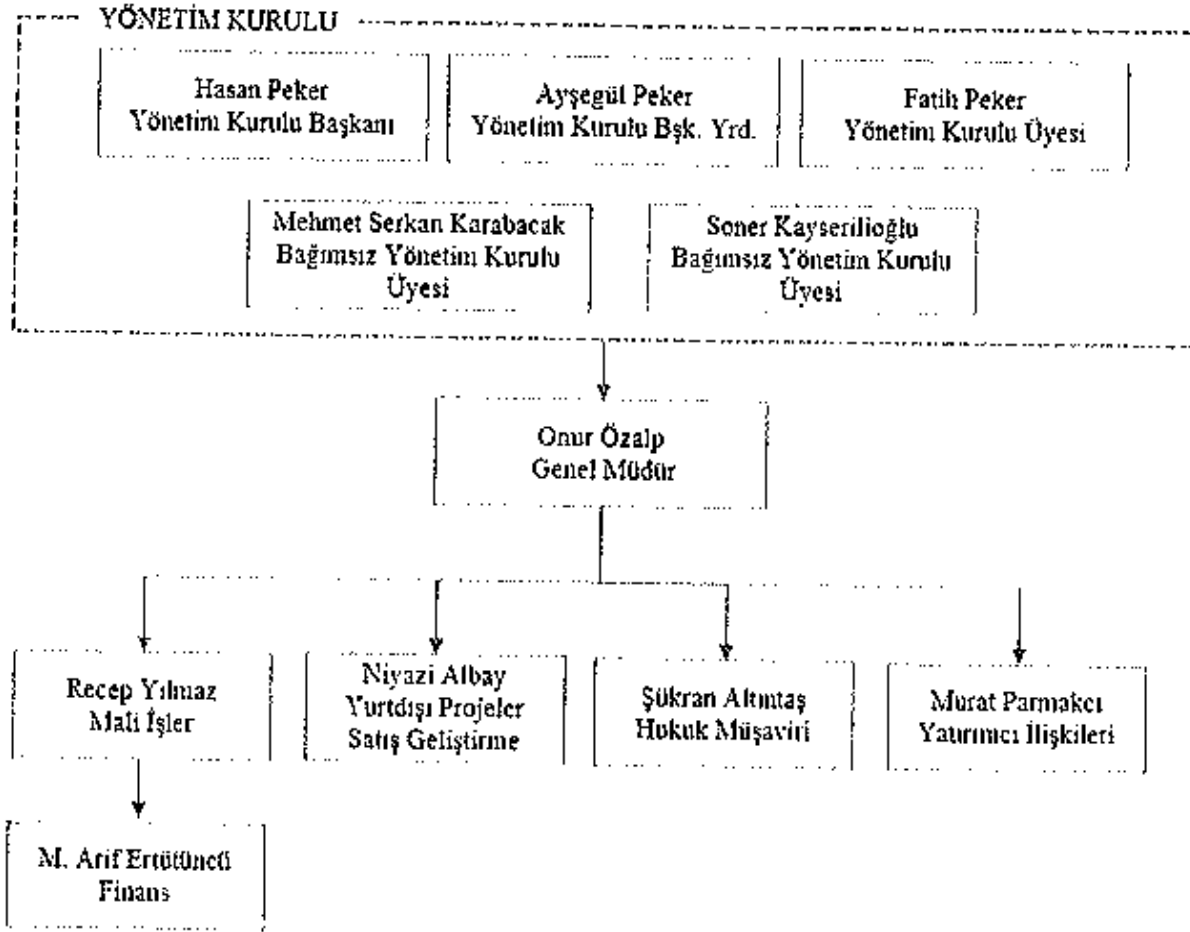 YÖNETİM KURULU
Hasan Peker
Yönetim Kurulu Başkanı
Ayşegül Peker
Yönetim Kurulu Bşk. Yrd.
Fatih Peker
Yönetim Kurulu Üyesi
Mehmet Serkan Karabacak
Bağımsız Yönetim Kurulu
Üyesi
Soner Kayserilioğlu
Bağımsız Yönetim Kurulu
Üyesi
Onur Özalp
Genel Müdür
Recep Yılmaz
Mali İşler
Niyazi Albay
Yurtdışı Projeler
Satış Geliştirme
Şükran Altıntaş
Hukuk Müşaviri
Murat Parmakcı
Yatırımcı İlişkileri
M. Arif Ertütüncü
Finans